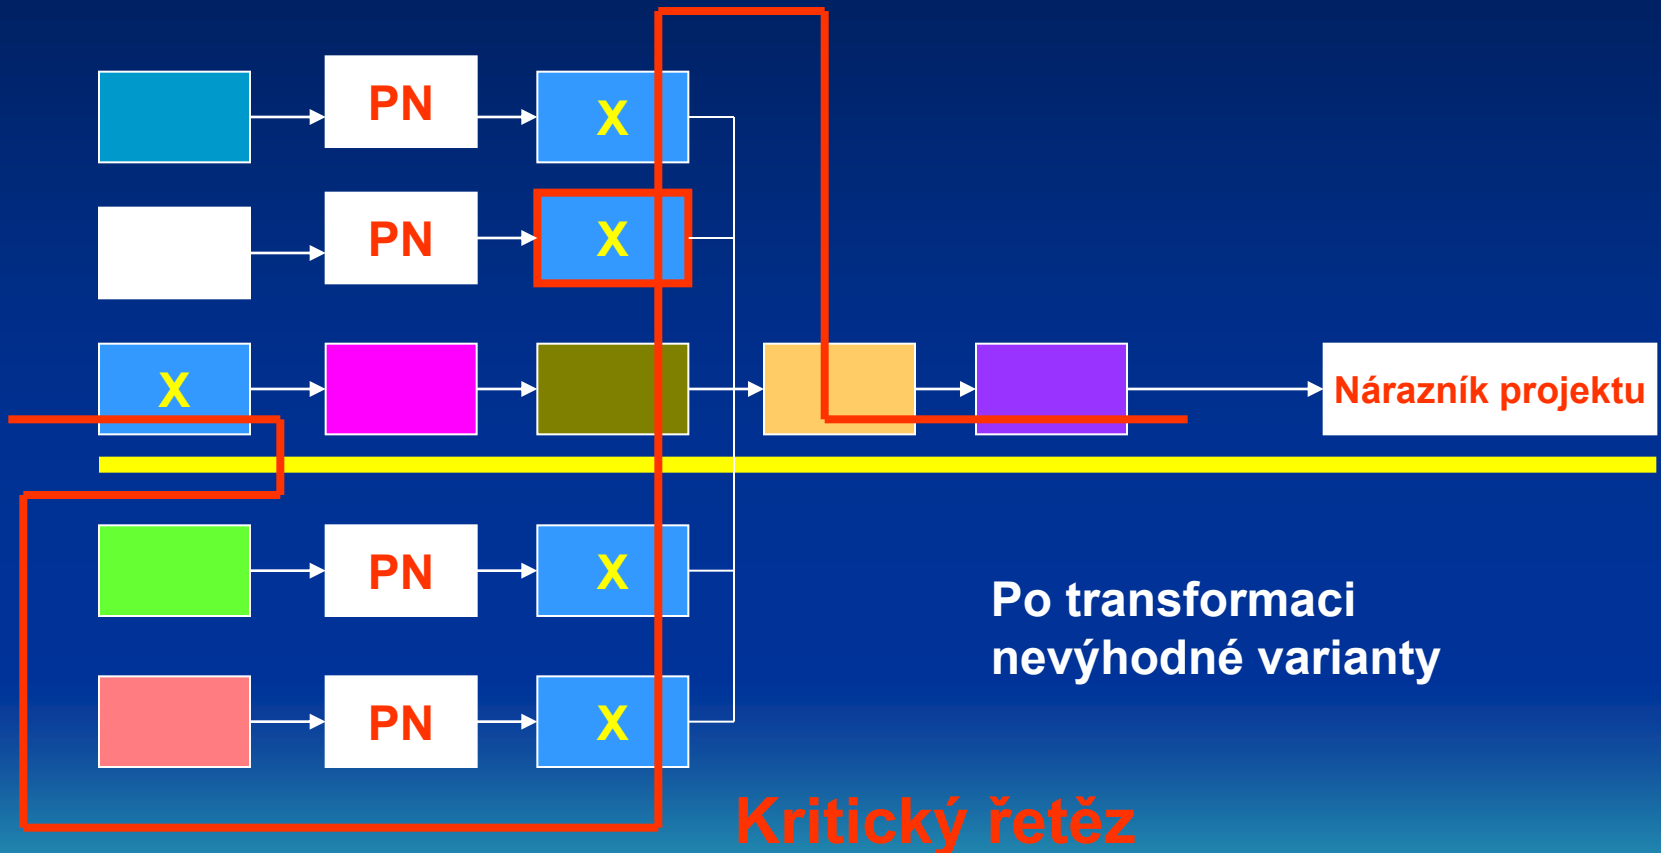 PN X
PN X
X Nárazník projektu
PN X
Po transformaci
nevýhodné varianty
PN X
Kritický řetěz